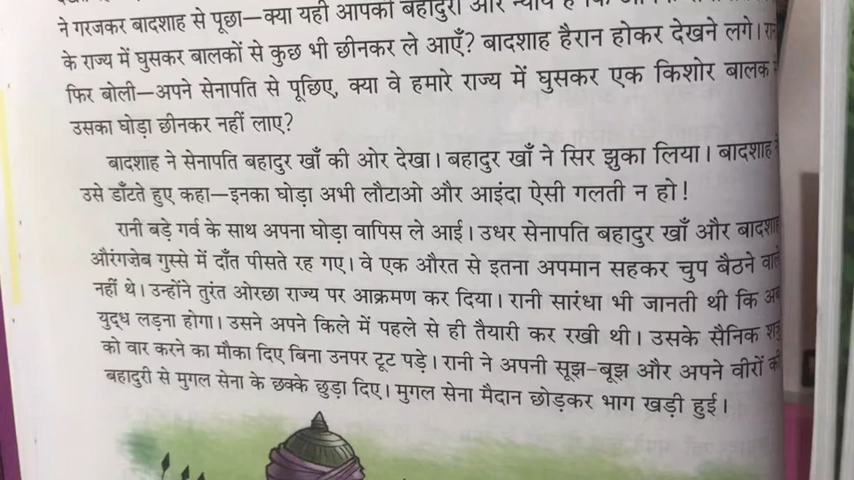 ने गरजकर बादशाह से पूछा—क्या यही आपकी बहादुरी और न्याय है कि
के राज्य में घुसकर बालकों से कुछ भी छीनकर ले आएँ? बादशाह हैरान होकर देखने लगे।
फिर बोली—अपने सेनापति से पूछिए, क्या वे हमारे राज्य में घुसकर एक किशोर बालक
उसका घोड़ा छीनकर नहीं लाए?
बादशाह ने सेनापति बहादुर खाँ की ओर देखा। बहादुर खाँ ने सिर झुका लिया। बादशाह
उसे डाँटते हुए कहा—इनका घोड़ा अभी लौटाओ और आइंदा ऐसी गलती न हो!
रानी बड़े गर्व के साथ अपना घोड़ा वापिस ले आई। उधर सेनापति बहादुर खाँ और बादशाह
औरंगज़ेब गुस्से में दाँत पीसते रह गए। वे एक औरत से इतना अपमान सहकर चुप बैठने वाले
नहीं थे। उन्होंने तुरंत ओरछा राज्य पर आक्रमण कर दिया। रानी सारंधा भी जानती थी कि अब
युद्ध लड़ना होगा। उसने अपने किले में पहले से ही तैयारी कर रखी थी। उसके सैनिक शत्रु
को वार करने का मौका दिए बिना उनपर टूट पड़े। रानी ने अपनी सूझ-बूझ और अपने वीरों की
बहादुरी से मुगल सेना के छक्के छुड़ा दिए। मुगल सेना मैदान छोड़कर भाग खड़ी हुई।